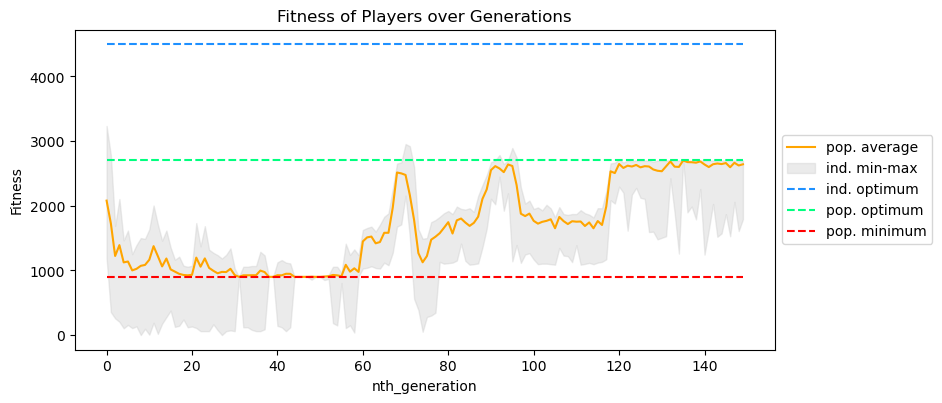 Fitness of Players over Generations
Fitness
4000
3000
2000
1000
0
0 20 40 60 80 100 120 140
nth_generation
pop. average
ind. min-max
ind. optimum
pop. optimum
pop. minimum